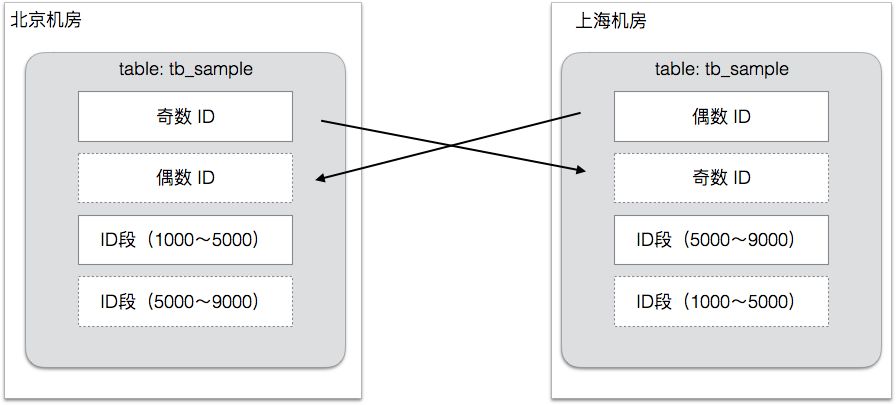 北京机房
table: tb_sample
奇数 ID
偶数 ID
ID段（1000～5000）
ID段（5000～9000）
上海机房
table: tb_sample
偶数 ID
奇数 ID
ID段（5000～9000）
ID段（1000～5000）